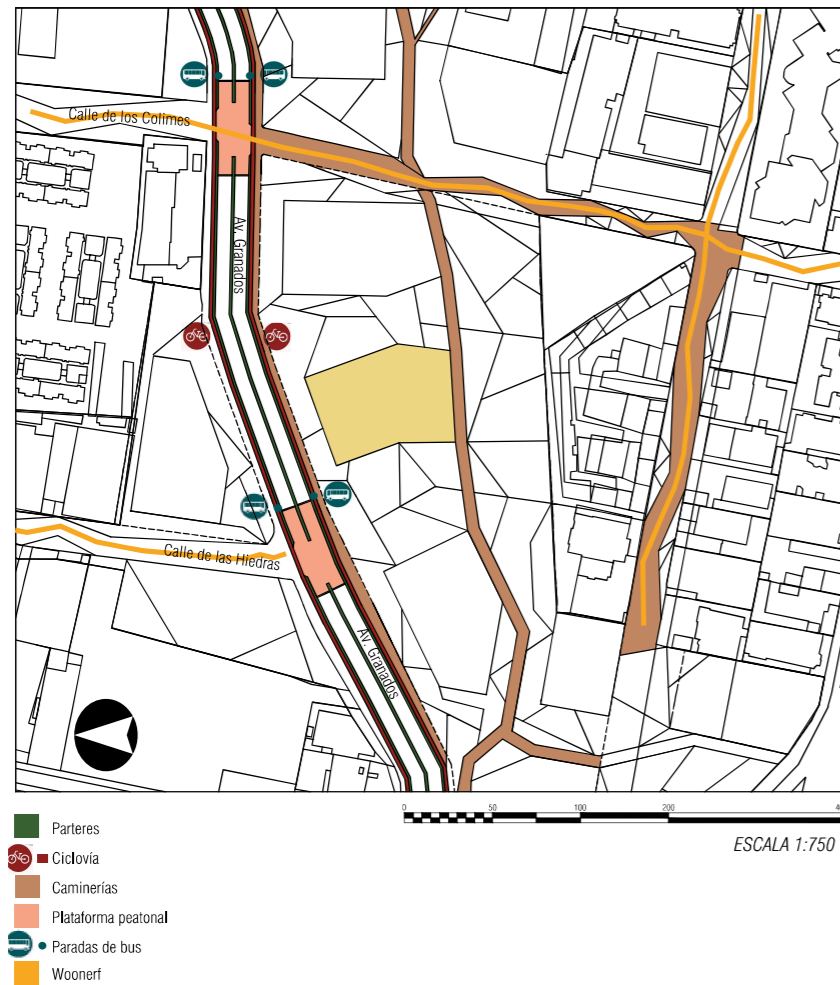 Calle de los Colimes
Av. Granados
Calle de las Hiedras
Av. Granados
0 50 100 200 40
ESCALA 1:750
Parteres
Ciclovía
Caminerías
Plataforma peatonal
Paradas de bus
Woonerf